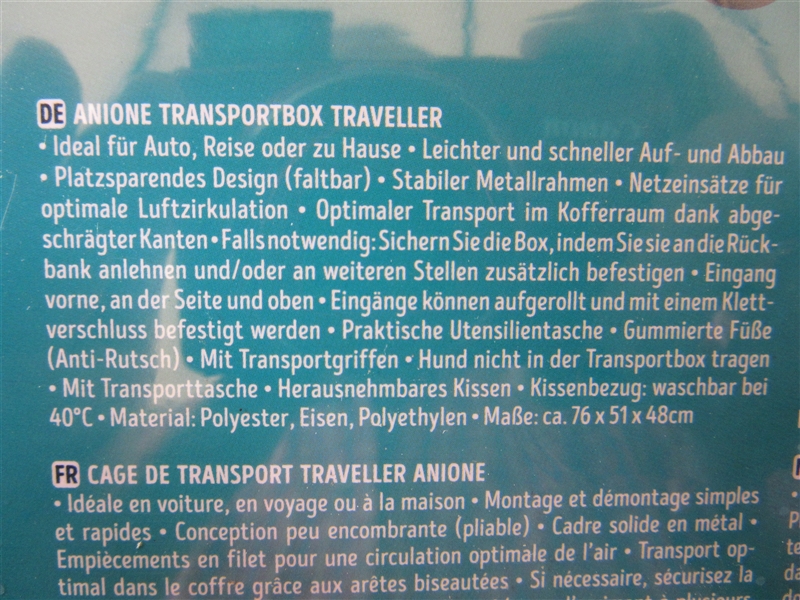 DE ANIONE TRANSPORTBOX TRAVELLER
• Ideal für Auto, Reise oder zu Hause • Leichter und schneller Auf- und Abbau
• Platzsparendes Design (faltbar) • Stabiler Metallrahmen • Netzeinsätze für
optimale Luftzirkulation • Optimaler Transport im Kofferraum dank abge-
schrägter Kanten • Falls notwendig: Sichern Sie die Box, indem Sie sie an die Rück-
bank anlehnen und/oder an weiteren Stellen zusätzlich befestigen • Eingang
vorne, an der Seite und oben • Eingänge können aufgerollt und mit einem Klett-
verschluss befestigt werden • Praktische Utensilientasche • Gummierte Füße
(Anti-Rutsch) • Mit Transportgriffen • Hund nicht in der Transportbox tragen
• Mit Transporttasche • Herausnehmbares Kissen • Kissenbezug: waschbar bei
40°C • Material: Polyester, Eisen, Polyethylen • Maße: ca. 76 x 51 x 48cm
FR CAGE DE TRANSPORT TRAVELLER ANIONE
• Idéale en voiture, en voyage ou à la maison • Montage et démontage simples
et rapides • Conception peu encombrante (pliable) • Cadre solide en métal •
Empiècements en filet pour une circulation optimale de l'air • Transport op-
timal dans le coffre grâce aux arêtes biseautées • Si nécessaire, sécurisez la